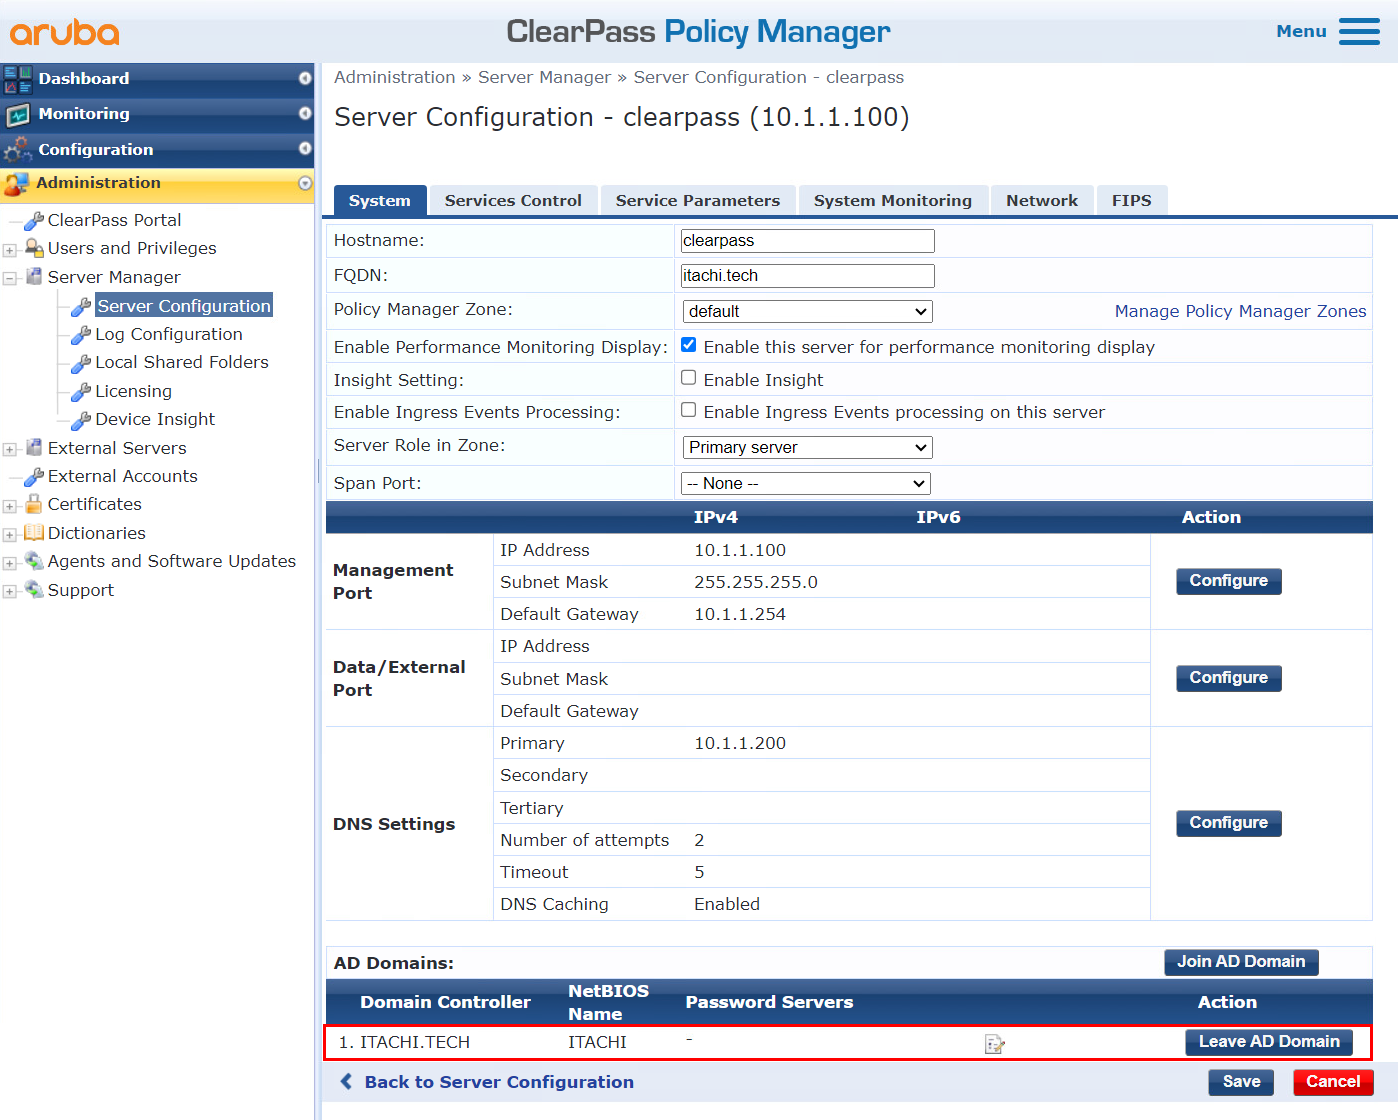 aruba
ClearPass Policy Manager
Menu
Dashboard
Monitoring
Configuration
Administration
ClearPass Portal
Users and Privileges
Server Manager
Server Configuration
Log Configuration
Local Shared Folders
Licensing
Device Insight
External Servers
External Accounts
Certificates
Dictionaries
Agents and Software Updates
Support
Administration » Server Manager » Server Configuration - clearpass
Server Configuration - clearpass (10.1.1.100)
System Services Control Service Parameters System Monitoring Network FIPS
Hostname: clearpass
FQDN: itachi.tech
Policy Manager Zone: default Manage Policy Manager Zones
Enable Performance Monitoring Display: Enable this server for performance monitoring display
Insight Setting: Enable Insight
Enable Ingress Events Processing: Enable Ingress Events processing on this server
Server Role in Zone: Primary server
Span Port: -- None --
IPv4 IPv6 Action
Management
Port
IP Address 10.1.1.100
Subnet Mask 255.255.255.0
Default Gateway 10.1.1.254
Configure
Data/External
Port
IP Address
Subnet Mask
Default Gateway
Configure
DNS Settings
Primary 10.1.1.200
Secondary
Tertiary
Number of attempts 2
Timeout 5
DNS Caching Enabled
Configure
AD Domains: Join AD Domain
Domain Controller NetBIOS Name Password Servers Action
1. ITACHI.TECH ITACHI - Leave AD Domain
Back to Server Configuration Save Cancel